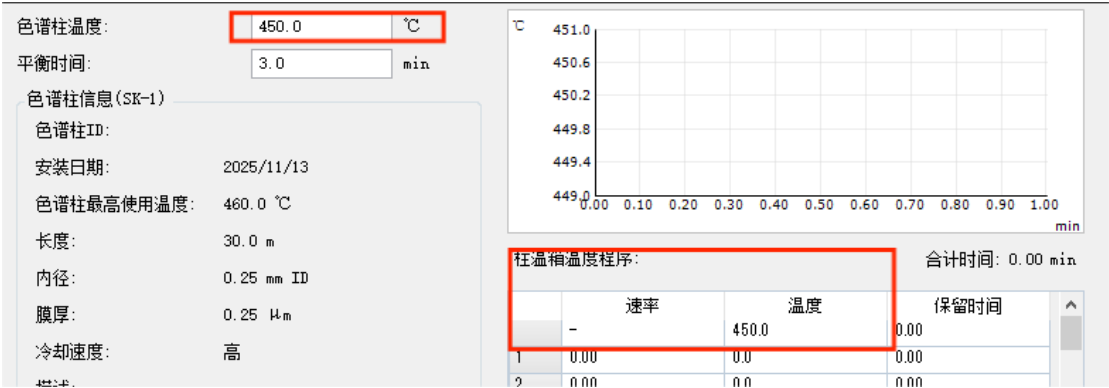 色谱柱温度: 450.0 ℃
平衡时间: 3.0 min
色谱柱信息(SK-1)
色谱柱ID:
安装日期: 2025/11/13
色谱柱最高使用温度: 460.0 ℃
长度: 30.0 m
内径: 0.25 mm ID
膜厚: 0.25 μm
冷却速度: 高
描述:
℃
451.0
450.6
450.2
449.8
449.4
449.0
0.00 0.10 0.20 0.30 0.40 0.50 0.60 0.70 0.80 0.90 1.00
min
柱温箱温度程序: 合计时间: 0.00 min
速率 温度 保留时间
- 450.0 0.00
1 0.00 0.0 0.00
2 0.00 0.0 0.00